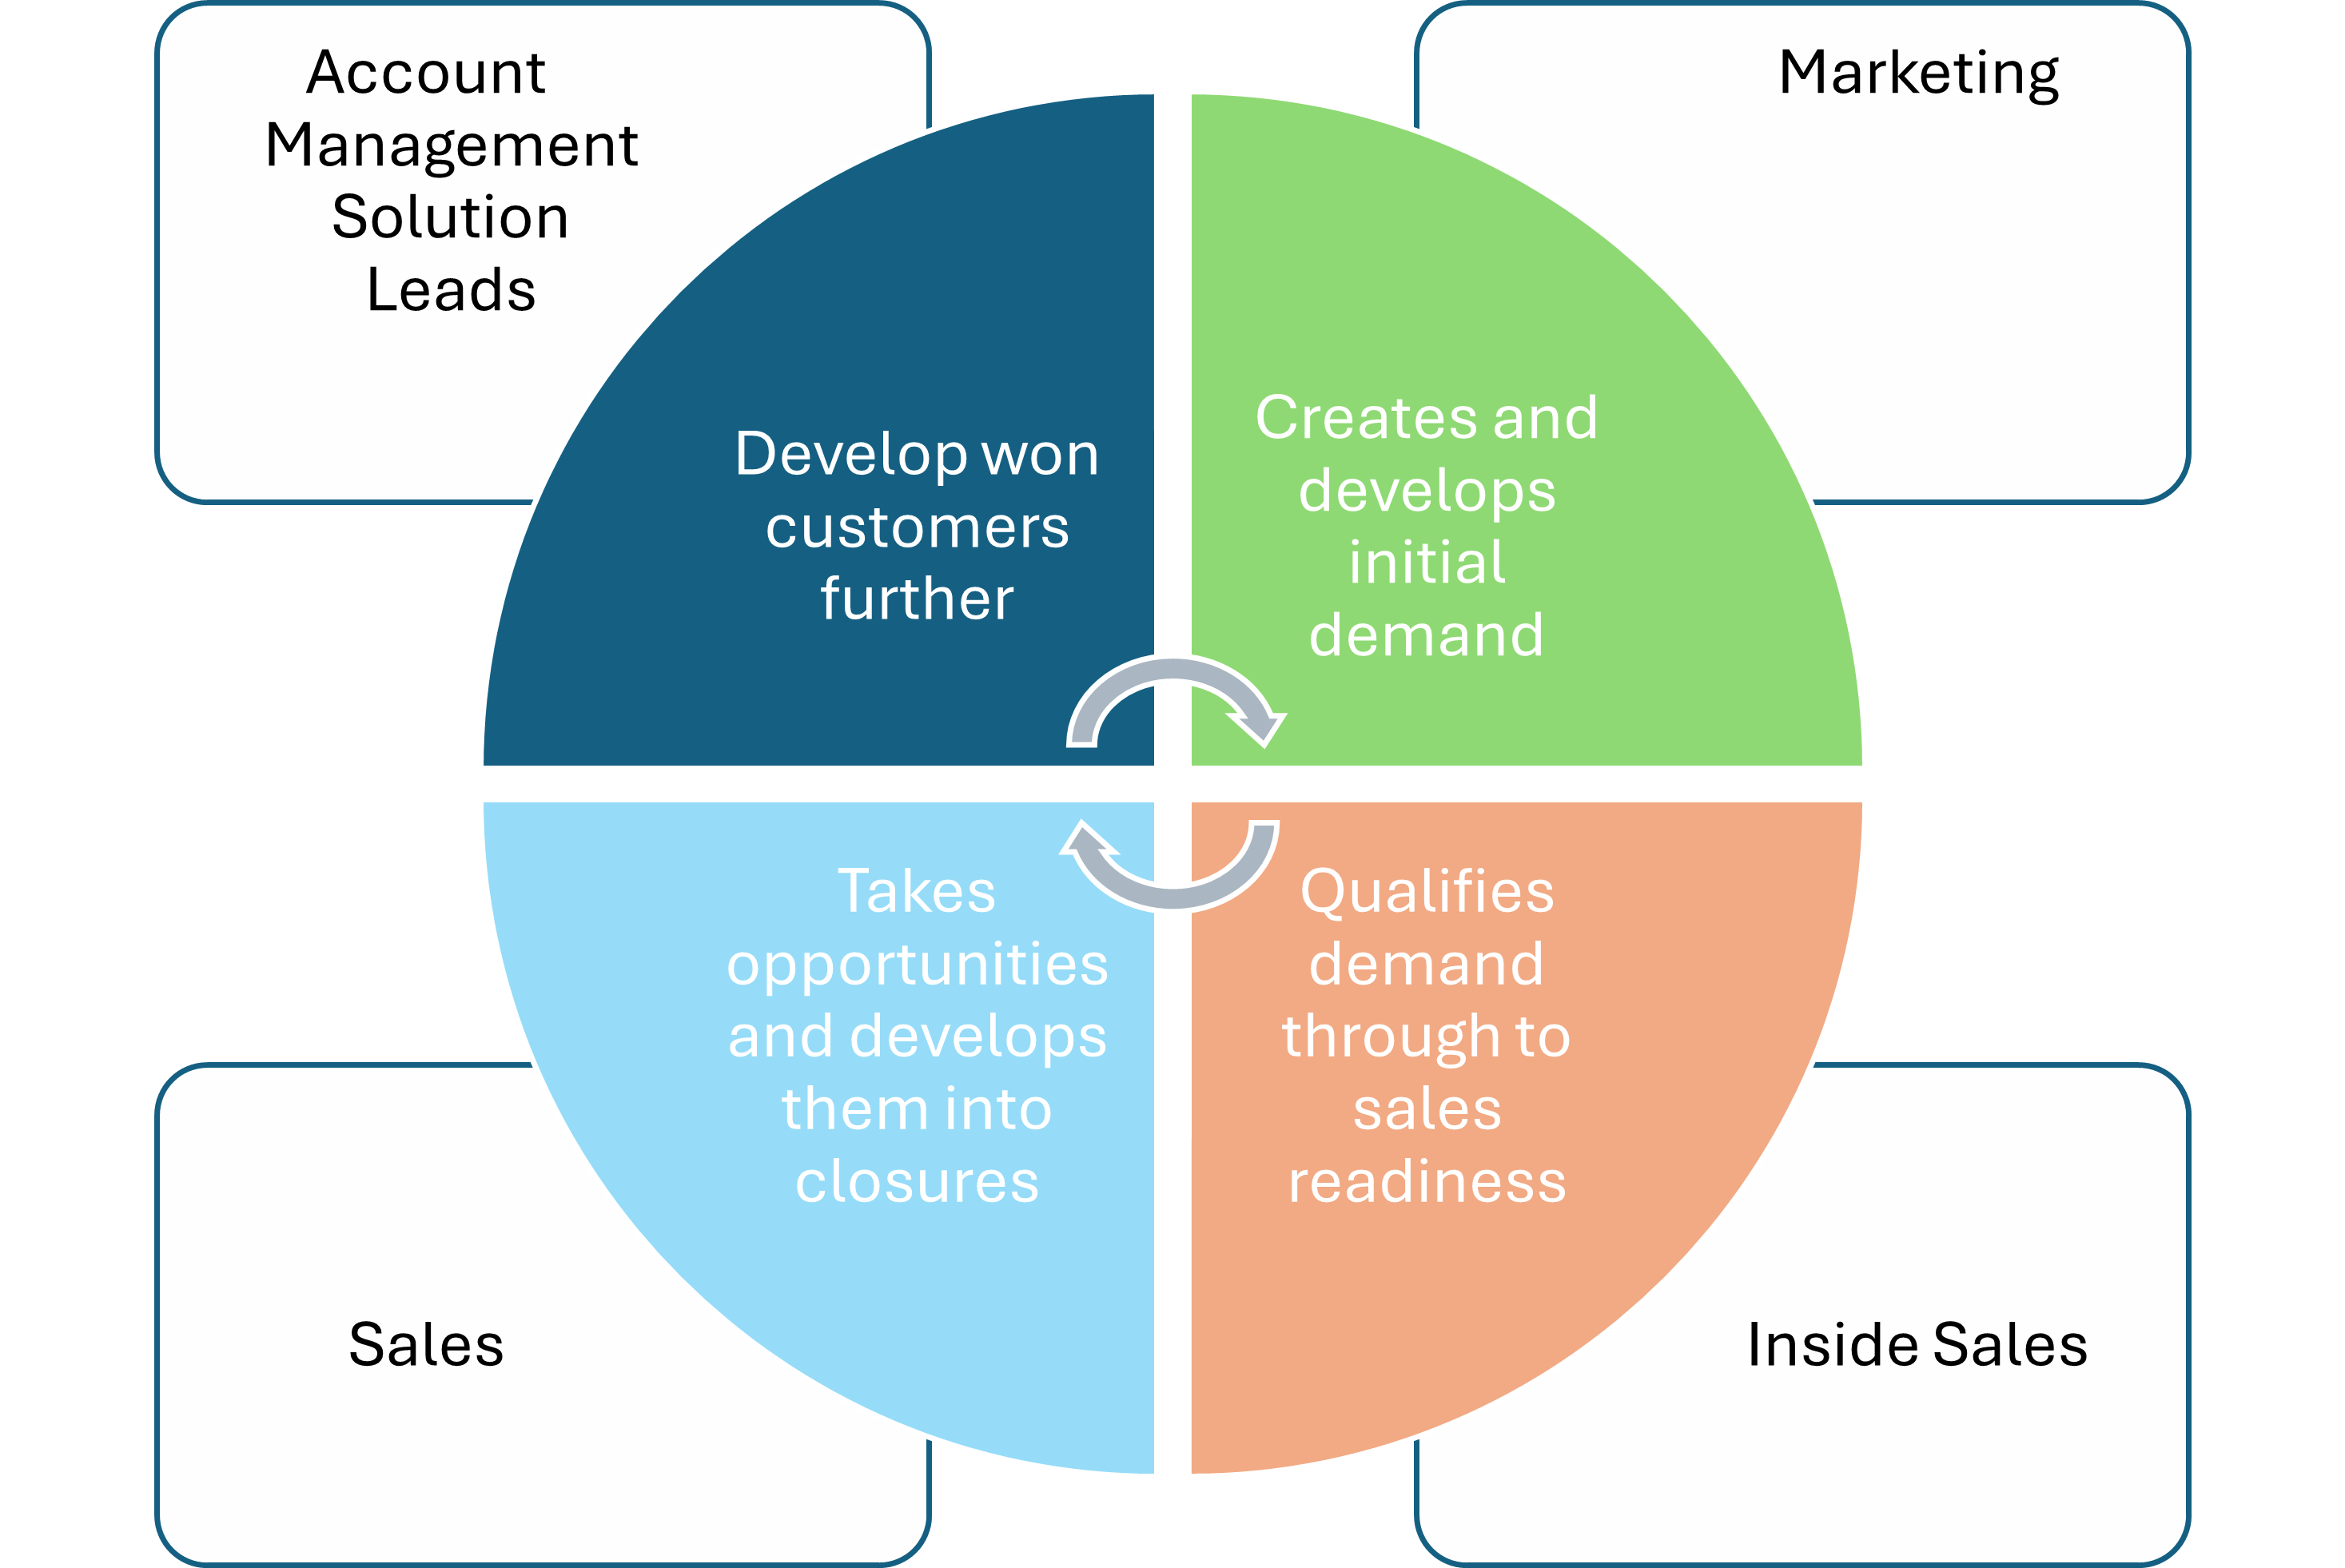 Account
Management
Solution
Leads
Marketing
Develop won
customers
further
Creates and
develops
initial
demand
Takes
opportunities
and develops
them into
closures
Qualifies
demand
through to
sales
readiness
Sales
Inside Sales